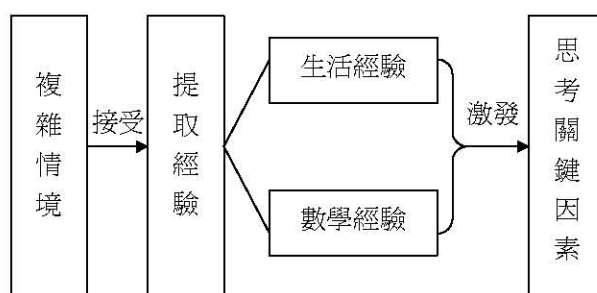 複雜情境
接受
提取經驗
生活經驗
數學經驗
激發
思考關鍵因素